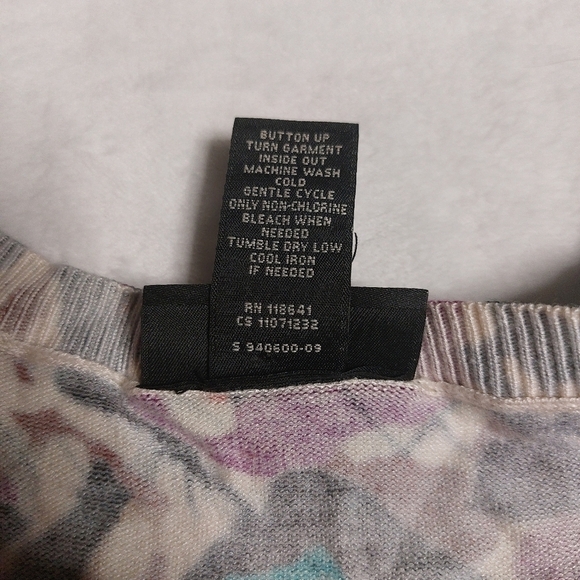 BUTTON UP
TURN GARMENT
INSIDE OUT
MACHINE WASH
COLD
GENTLE CYCLE
ONLY NON-CHLORINE
BLEACH WHEN
NEEDED
TUMBLE DRY LOW
COOL IRON
IF NEEDED
RN 118641
CS 11071232
S 940600-09